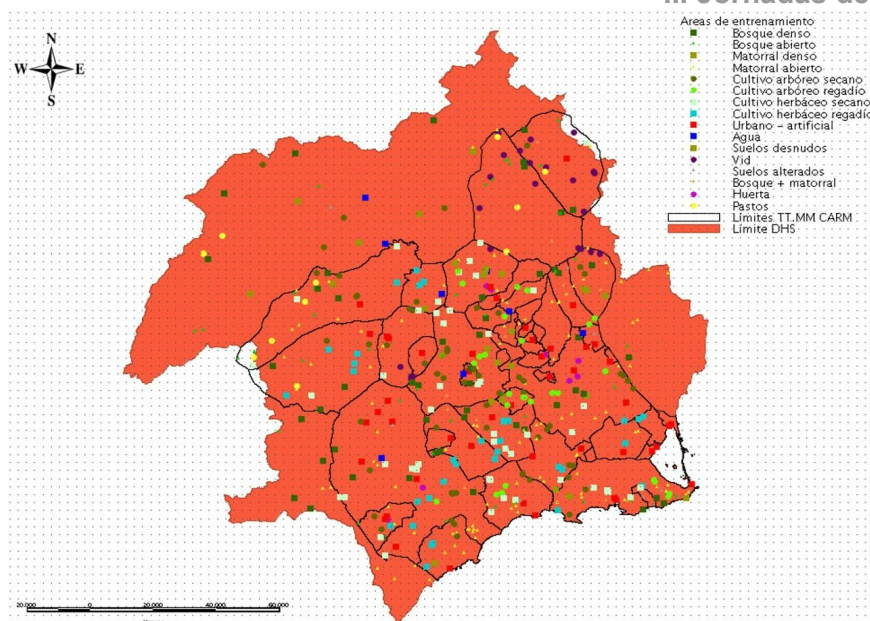 III Jornadas de
N
W E
S
Areas de entrenamiento
Bosque denso
Bosque abierto
Matorral denso
Matorral abierto
Cultivo arbóreo secano
Cultivo arbóreo regadío
Cultivo herbáceo secano
Cultivo herbáceo regadío
Urbano - artificial
Agua
Suelos desnudos
Vid
Suelos alterados
Bosque + matorral
Huerta
Pastos
Límites TT.MM CARM
Límite DHS
20.000 0 20.000 40.000 60.000